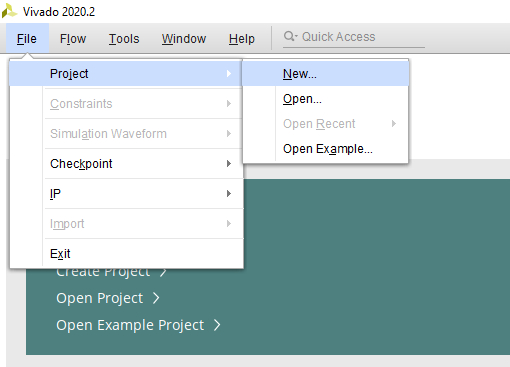 Vivado 2020.2
File Flow Tools Window Help Quick Access
Project
Constraints
Simulation Waveform
Checkpoint
IP
Import
Exit
New...
Open...
Open Recent
Open Example...
Create Project
Open Project
Open Example Project